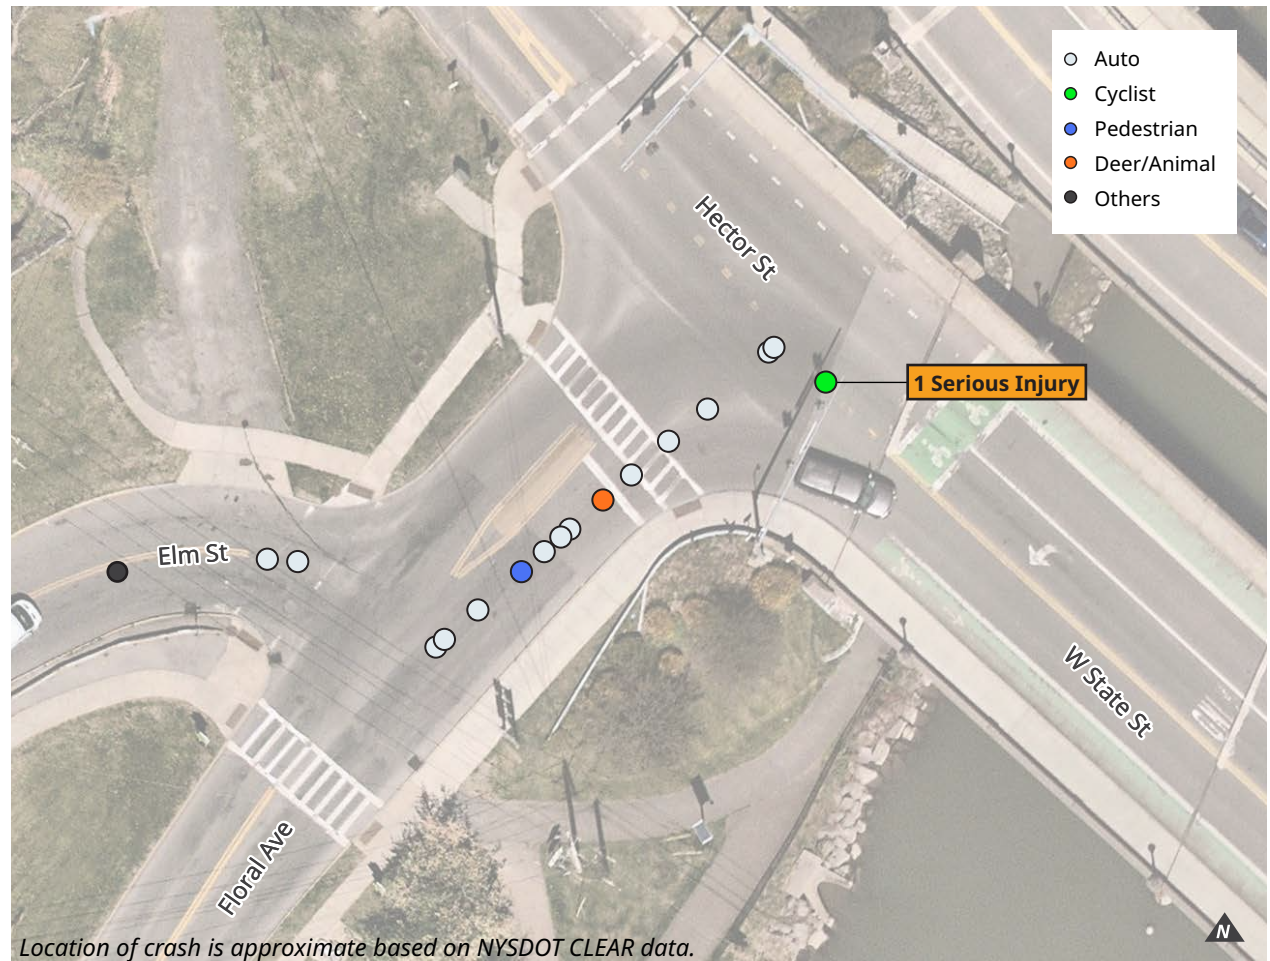 Auto
Cyclist
Pedestrian
Deer/Animal
Others
Hector St
1 Serious Injury
Elm St
W State St
Floral Ave
N
Location of crash is approximate based on NYSDOT CLEAR data.